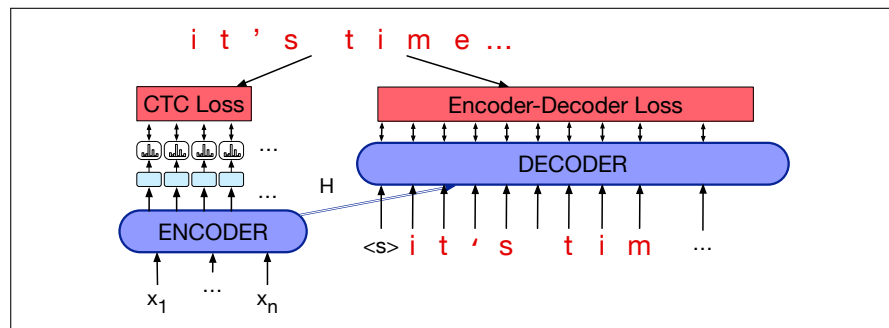 i t ' s t i m e ...
CTC Loss Encoder-Decoder Loss
...
DECODER
... H
ENCODER
<s> i t ' s t i m ...
x1 ... xn